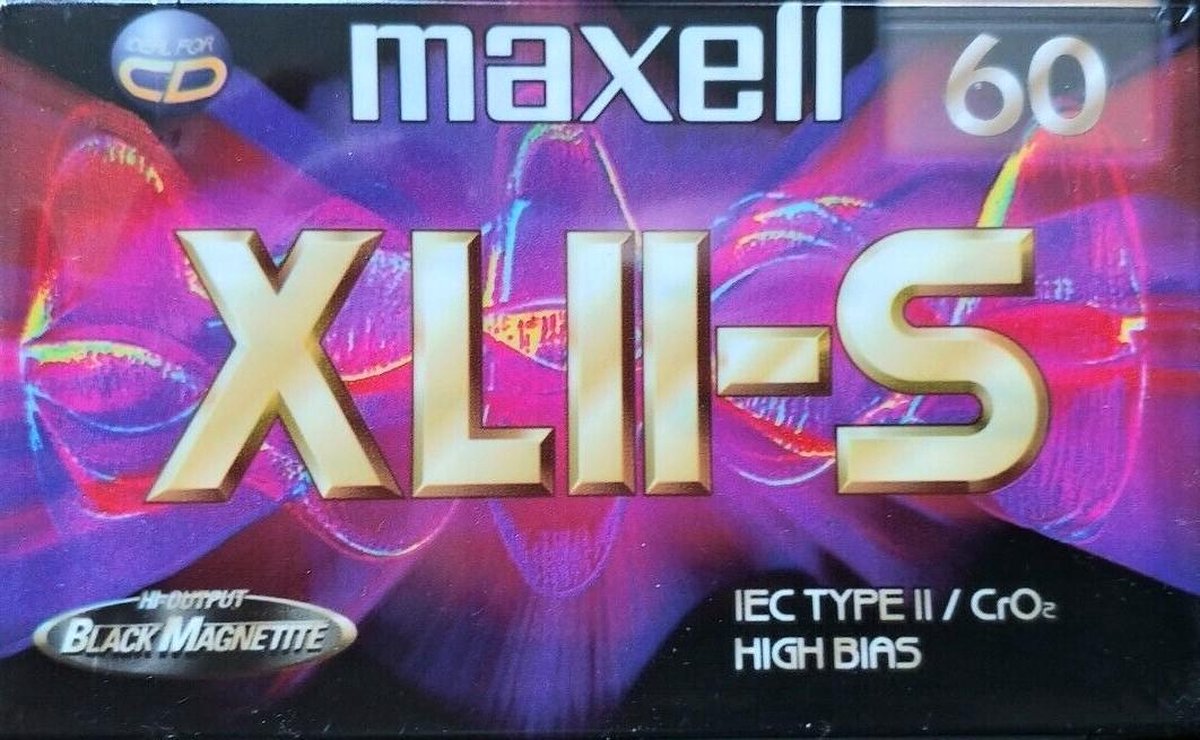 IDEAL FOR
CD
maxell
60
XLII-S
HI-OUTPUT
BLACK MAGNETITE
IEC TYPE II / CrO₂
HIGH BIAS